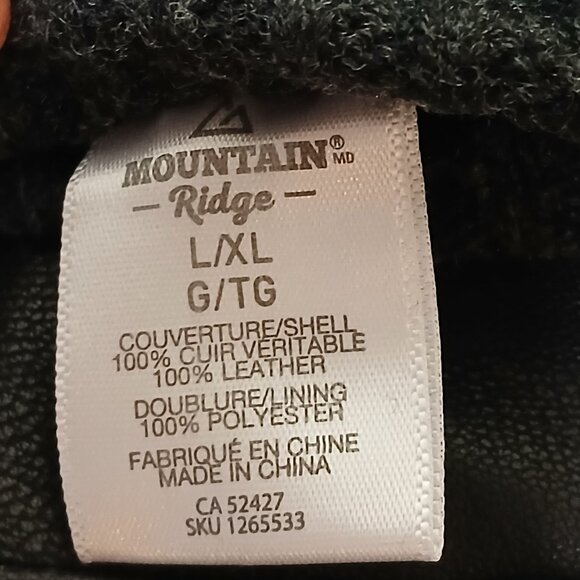 MOUNTAIN® MD
— Ridge —
L/XL
G/TG
COUVERTURE/SHELL
100% CUIR VÉRITABLE
100% LEATHER
DOUBLURE/LINING
100% POLYESTER
FABRIQUÉ EN CHINE
MADE IN CHINA
CA 52427
SKU 1265533